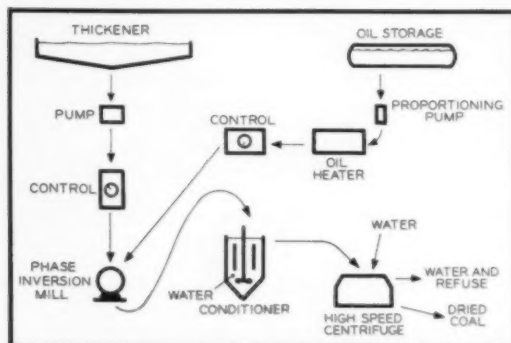 THICKENER
OIL STORAGE
PUMP
PROPORTIONING
PUMP
CONTROL
OIL
HEATER
CONTROL
PHASE
INVERSION
MILL
WATER
CONDITIONER
WATER
WATER AND
REFUSE
DRIED
COAL
HIGH SPEED
CENTRIFUGE